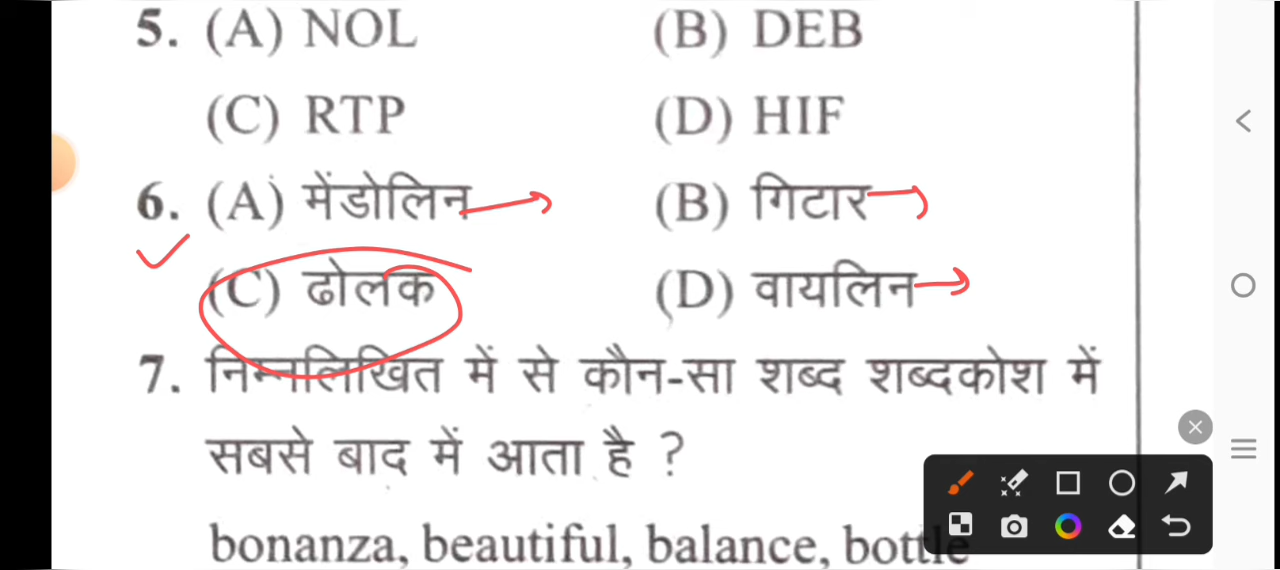 5. (A) NOL (B) DEB
(C) RTP (D) HIF
6. (A) मेंडोलिन (B) गिटार
(C) ढोलक (D) वायलिन
7. निम्नलिखित में से कौन-सा शब्द शब्दकोश में
सबसे बाद में आता है ?
bonanza, beautiful, balance, bottle